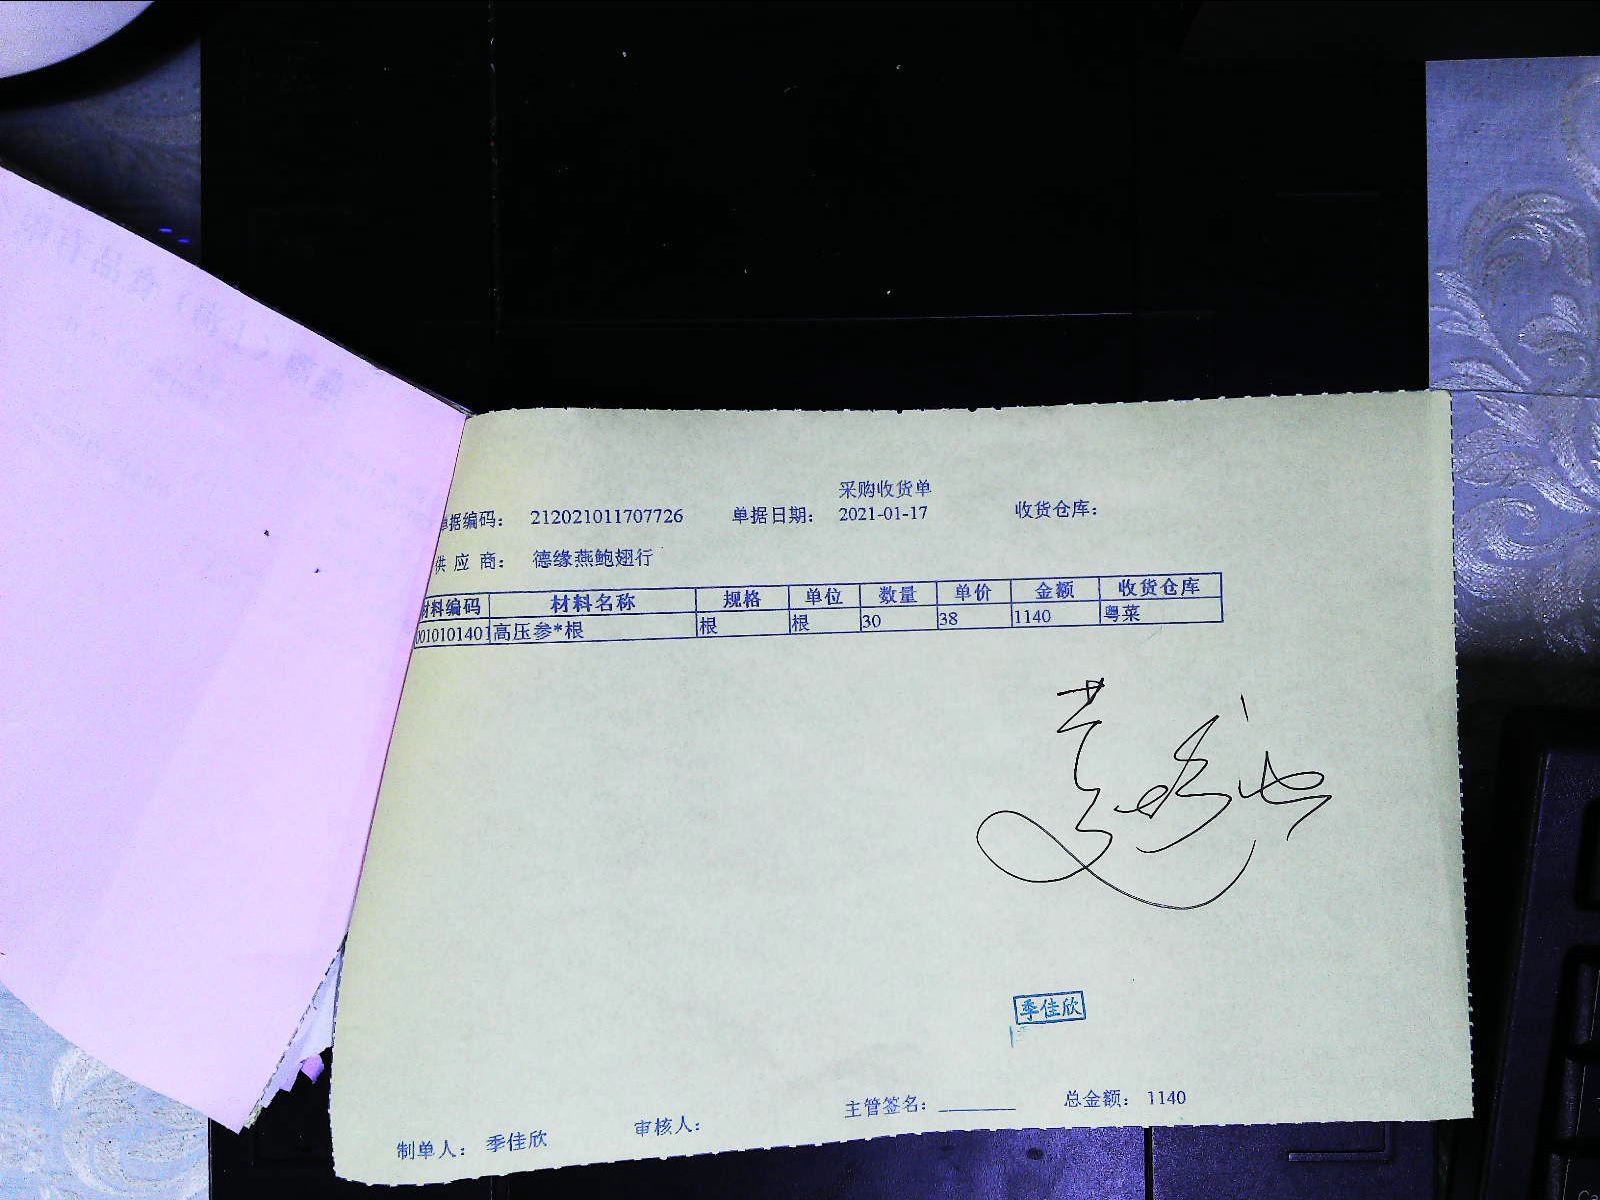 采购收货单
单据编码： 212021011707726 单据日期： 2021-01-17 收货仓库：
供 应 商： 德缘燕鲍翅行
材料编码 材料名称 规格 单位 数量 单价 金额 收货仓库
001010140 高压参*根 根 根 30 38 1140 粤菜
季佳欣
主管签名：________ 总金额： 1140
制单人： 季佳欣 审核人：